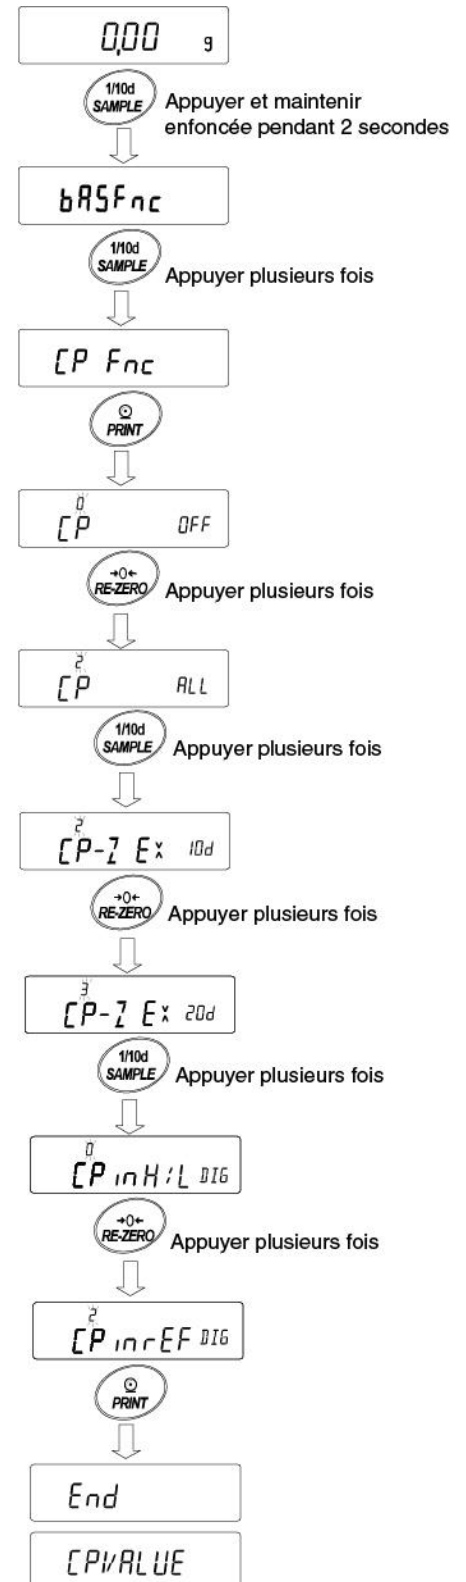 0.00 g
1/10d
SAMPLE
Appuyer et maintenir
enfoncée pendant 2 secondes
bASFnc
1/10d
SAMPLE
Appuyer plusieurs fois
CP Fnc
PRINT
0
CP OFF
→0←
RE-ZERO
Appuyer plusieurs fois
2
CP ALL
1/10d
SAMPLE
Appuyer plusieurs fois
2
CP-Z Ex 10d
→0←
RE-ZERO
Appuyer plusieurs fois
3
CP-Z Ex 20d
1/10d
SAMPLE
Appuyer plusieurs fois
0
CP inH/L DIG
→0←
RE-ZERO
Appuyer plusieurs fois
2
CP inrEF DIG
PRINT
End
CPVALUE